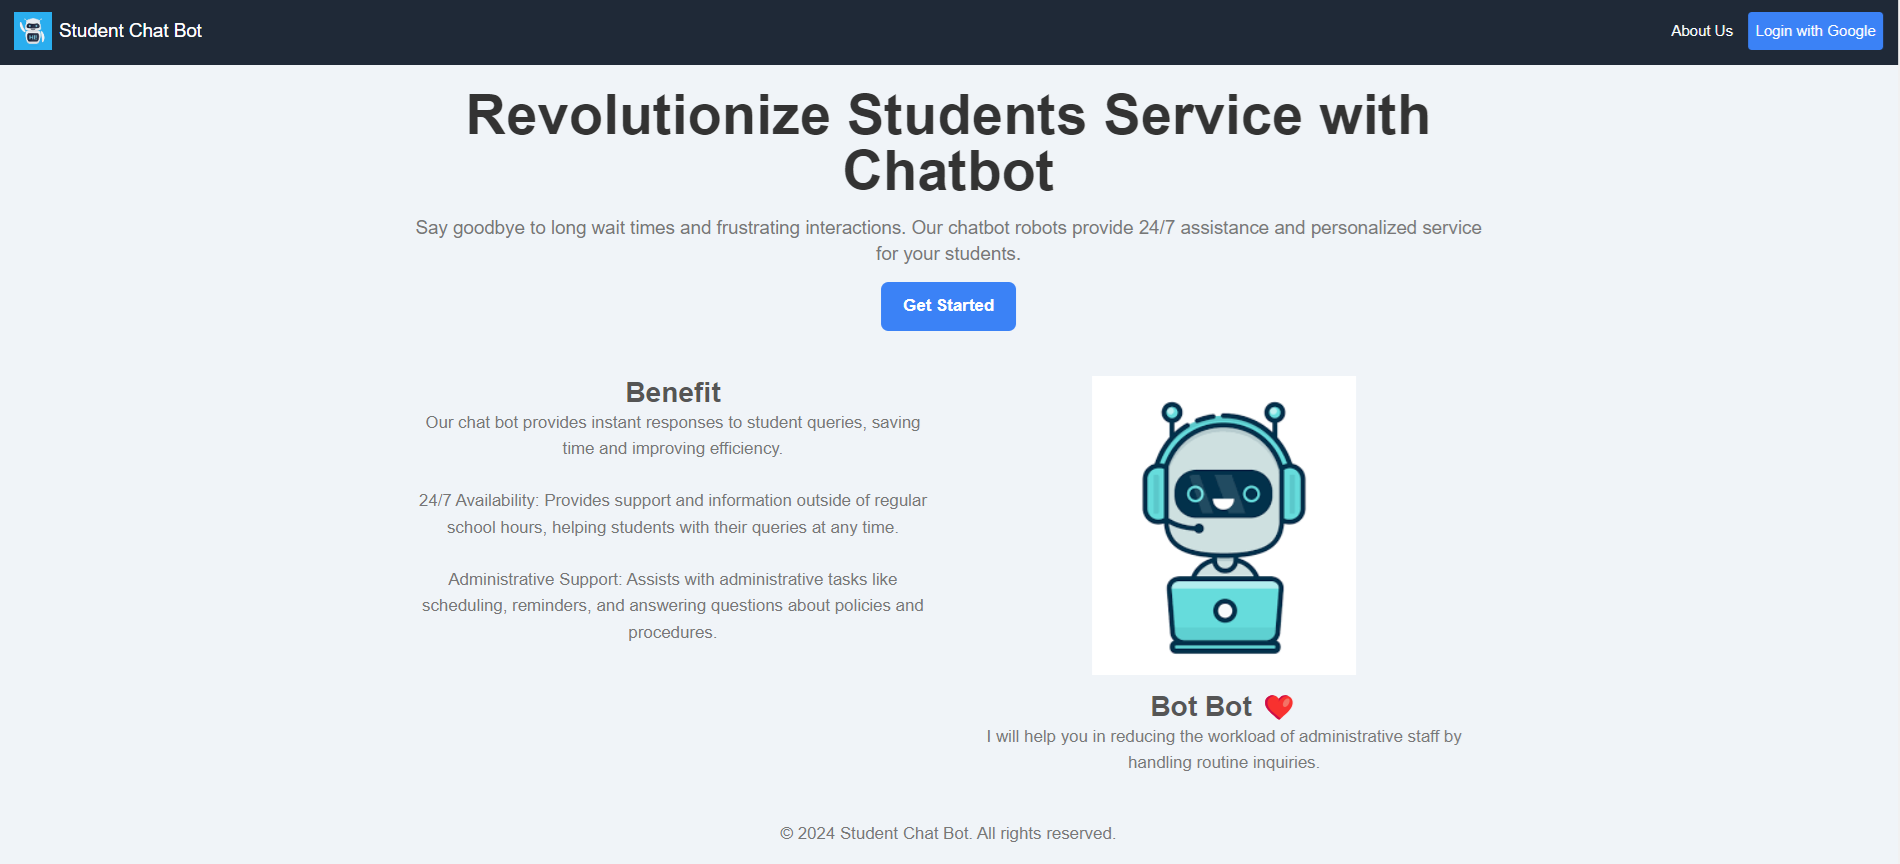 Student Chat Bot
About Us
Login with Google
Revolutionize Students Service with
Chatbot
Say goodbye to long wait times and frustrating interactions. Our chatbot robots provide 24/7 assistance and personalized service
for your students.
Get Started
Benefit
Our chat bot provides instant responses to student queries, saving
time and improving efficiency.
24/7 Availability: Provides support and information outside of regular
school hours, helping students with their queries at any time.
Administrative Support: Assists with administrative tasks like
scheduling, reminders, and answering questions about policies and
procedures.
Bot Bot ❤️
I will help you in reducing the workload of administrative staff by
handling routine inquiries.
© 2024 Student Chat Bot. All rights reserved.